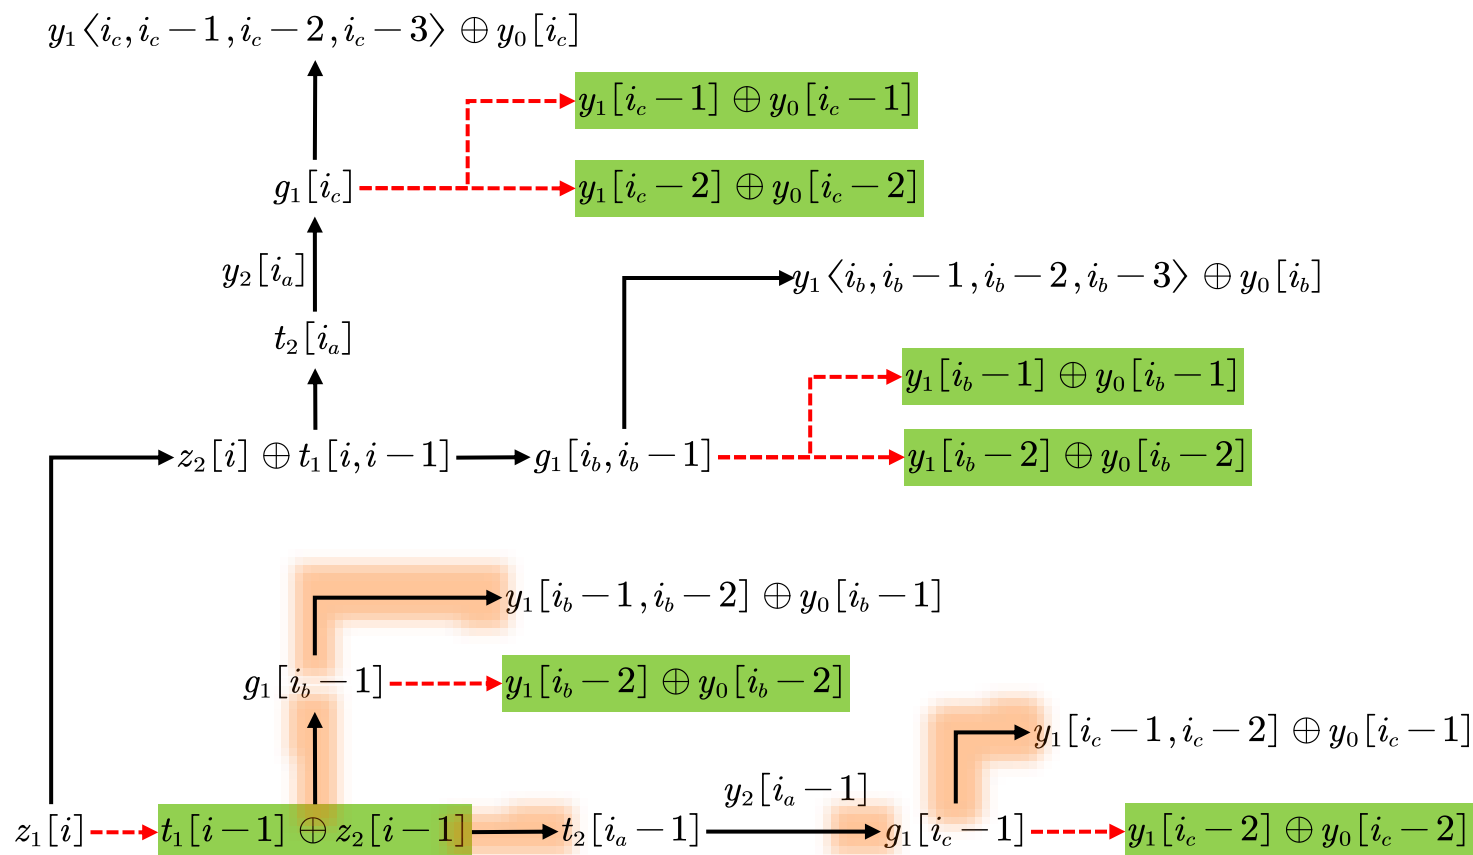 y₁⟨i_c, i_c − 1, i_c − 2, i_c − 3⟩ ⊕ y₀[i_c]
y₁[i_c − 1] ⊕ y₀[i_c − 1]
g₁[i_c]
y₁[i_c − 2] ⊕ y₀[i_c − 2]
y₂[i_a]
y₁⟨i_b, i_b − 1, i_b − 2, i_b − 3⟩ ⊕ y₀[i_b]
t₂[i_a]
y₁[i_b − 1] ⊕ y₀[i_b − 1]
z₂[i] ⊕ t₁[i, i − 1]
g₁[i_b, i_b − 1]
y₁[i_b − 2] ⊕ y₀[i_b − 2]
y₁[i_b − 1, i_b − 2] ⊕ y₀[i_b − 1]
g₁[i_b − 1]
y₁[i_b − 2] ⊕ y₀[i_b − 2]
y₁[i_c − 1, i_c − 2] ⊕ y₀[i_c − 1]
y₂[i_a − 1]
z₁[i]
t₁[i − 1] ⊕ z₂[i − 1]
t₂[i_a − 1]
g₁[i_c − 1]
y₁[i_c − 2] ⊕ y₀[i_c − 2]